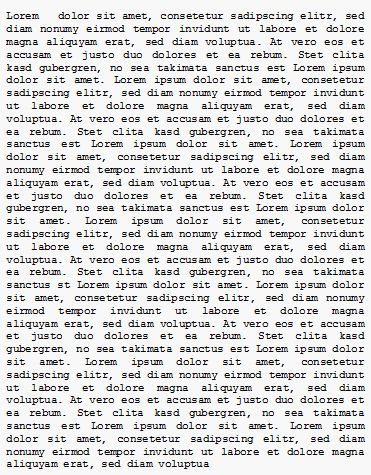 Lorem dolor sit amet, consetetur sadipscing elitr, sed
diam nonumy eirmod tempor invidunt ut labore et dolore
magna aliquyam erat, sed diam voluptua. At vero eos et
accusam et justo duo dolores et ea rebum. Stet clita
kasd gubergren, no sea takimata sanctus est Lorem ipsum
dolor sit amet. Lorem ipsum dolor sit amet, consetetur
sadipscing elitr, sed diam nonumy eirmod tempor invidunt
ut labore et dolore magna aliquyam erat, sed diam
voluptua. At vero eos et accusam et justo duo dolores et
ea rebum. Stet clita kasd gubergren, no sea takimata
sanctus est Lorem ipsum dolor sit amet. Lorem ipsum
dolor sit amet, consetetur sadipscing elitr, sed diam
nonumy eirmod tempor invidunt ut labore et dolore magna
aliquyam erat, sed diam voluptua. At vero eos et accusam
et justo duo dolores et ea rebum. Stet clita kasd
gubergren, no sea takimata sanctus est Lorem ipsum dolor
sit amet. Lorem ipsum dolor sit amet, consetetur
sadipscing elitr, sed diam nonumy eirmod tempor invidunt
ut labore et dolore magna aliquyam erat, sed diam
voluptua. At vero eos et accusam et justo duo dolores et
ea rebum. Stet clita kasd gubergren, no sea takimata
sanctus st Lorem ipsum dolor sit amet. Lorem ipsum dolor
sit amet, consetetur sadipscing elitr, sed diam nonumy
eirmod tempor invidunt ut labore et dolore magna
aliquyam erat, sed diam voluptua. At vero eos et accusam
et justo duo dolores et ea rebum. Stet clita kasd
gubergren, no sea takimata sanctus est Lorem ipsum dolor
sit amet. Lorem ipsum dolor sit amet, consetetur
sadipscing elitr, sed diam nonumy eirmod tempor invidunt
ut labore et dolore magna aliquyam erat, sed diam
voluptua. At vero eos et accusam et justo duo dolores et
ea rebum. Stet clita kasd gubergren, no sea takimata
sanctus est Lorem ipsum dolor sit amet. Lorem ipsum
dolor sit amet, consetetur sadipscing elitr, sed diam
nonumy eirmod tempor invidunt ut labore et dolore magna
aliquyam erat, sed diam voluptua